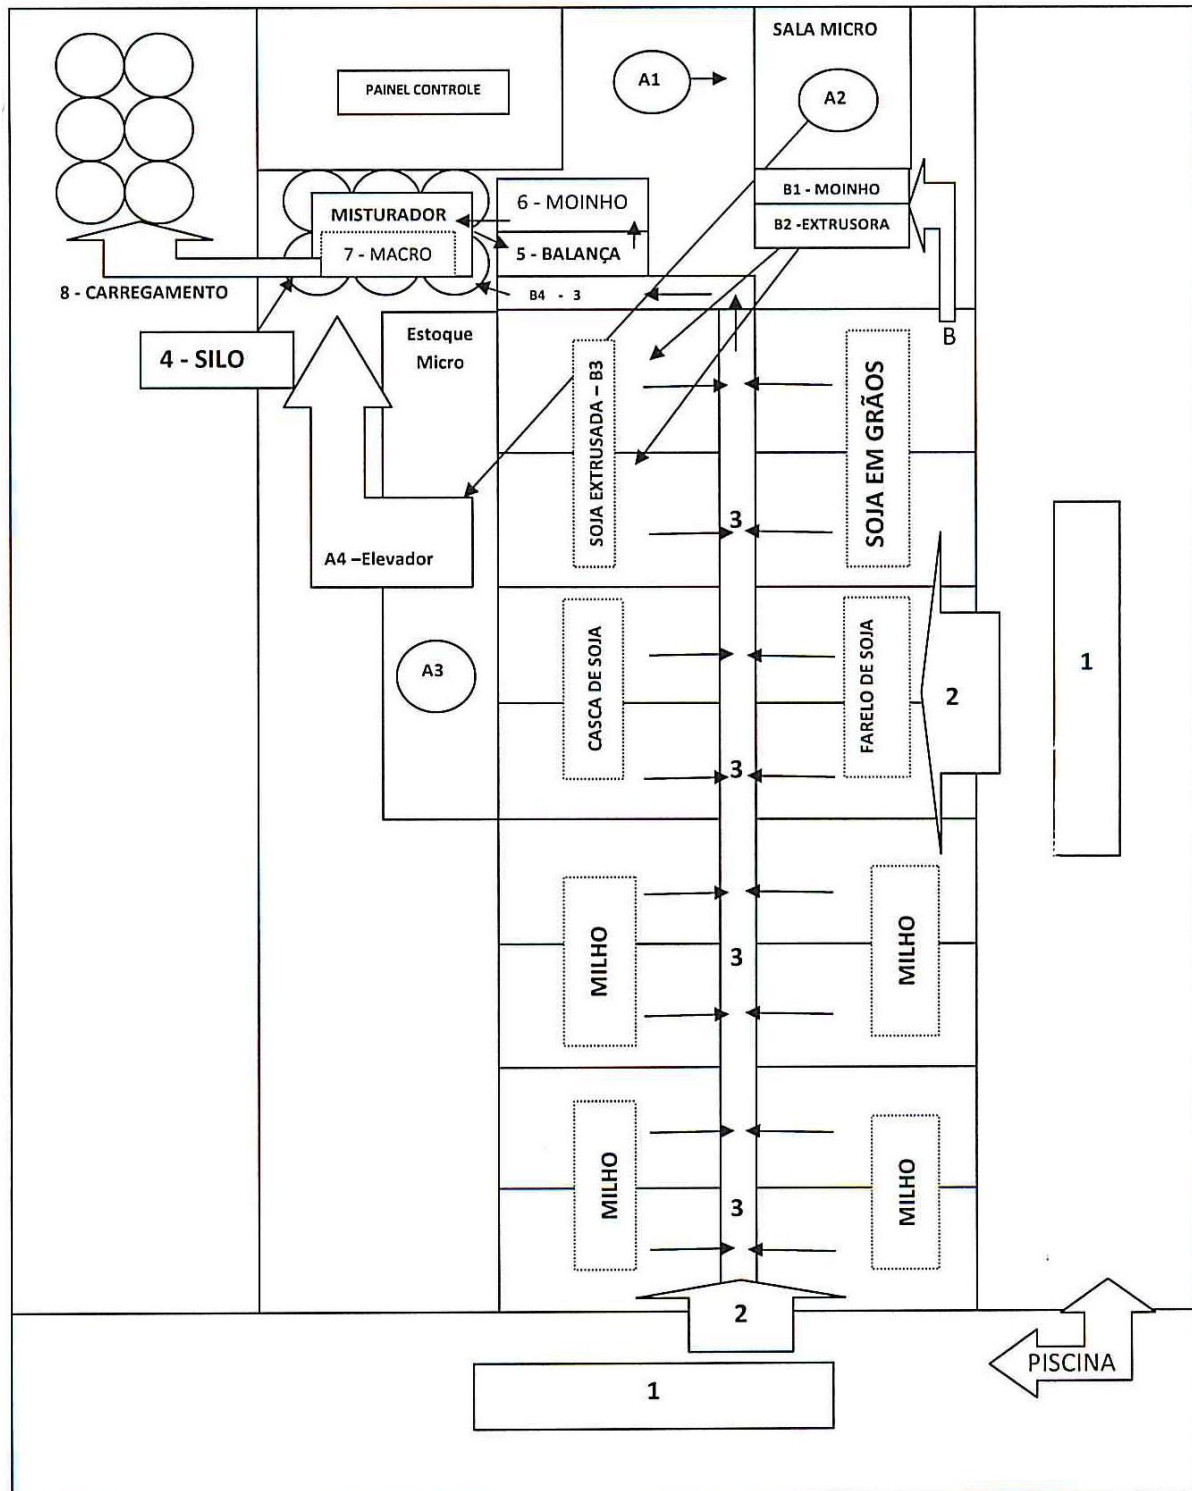 SALA MICRO
PAINEL CONTROLE
A1
A2
B1 - MOINHO
B2 -EXTRUSORA
6 - MOINHO
MISTURADOR
5 - BALANÇA
7 - MACRO
8 - CARREGAMENTO
B4 - 3
B
4 - SILO
Estoque
Micro
SOJA EXTRUSADA – B3
SOJA EM GRÃOS
3
A4 –Elevador
A3
CASCA DE SOJA
FARELO DE SOJA
2
1
3
MILHO
3
MILHO
MILHO
3
MILHO
2
PISCINA
1